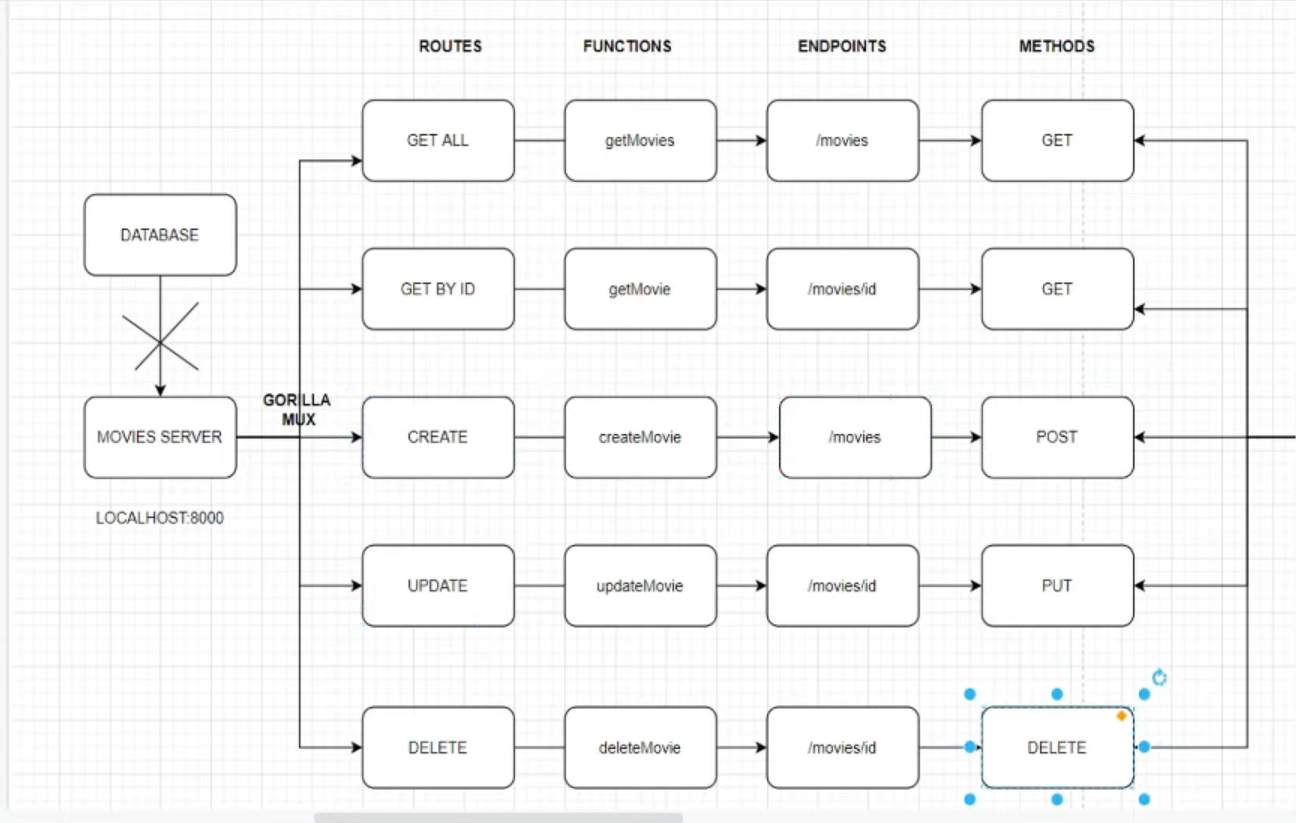 ROUTES
FUNCTIONS
ENDPOINTS
METHODS
GET ALL
getMovies
/movies
GET
DATABASE
GET BY ID
getMovie
/movies/id
GET
GORILLA
MUX
MOVIES SERVER
CREATE
createMovie
/movies
POST
LOCALHOST:8000
UPDATE
updateMovie
/movies/id
PUT
DELETE
deleteMovie
/movies/id
DELETE